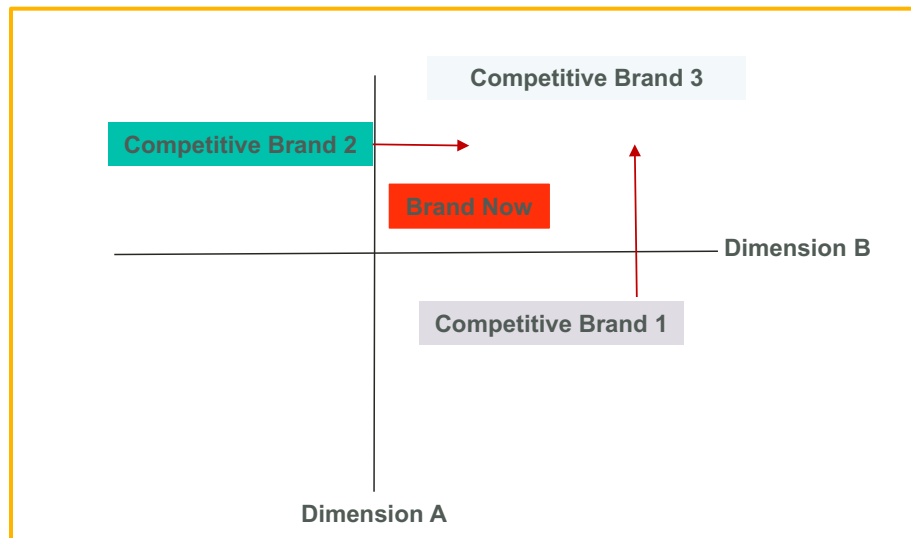 Competitive Brand 3
Competitive Brand 2
Brand Now
Dimension B
Competitive Brand 1
Dimension A